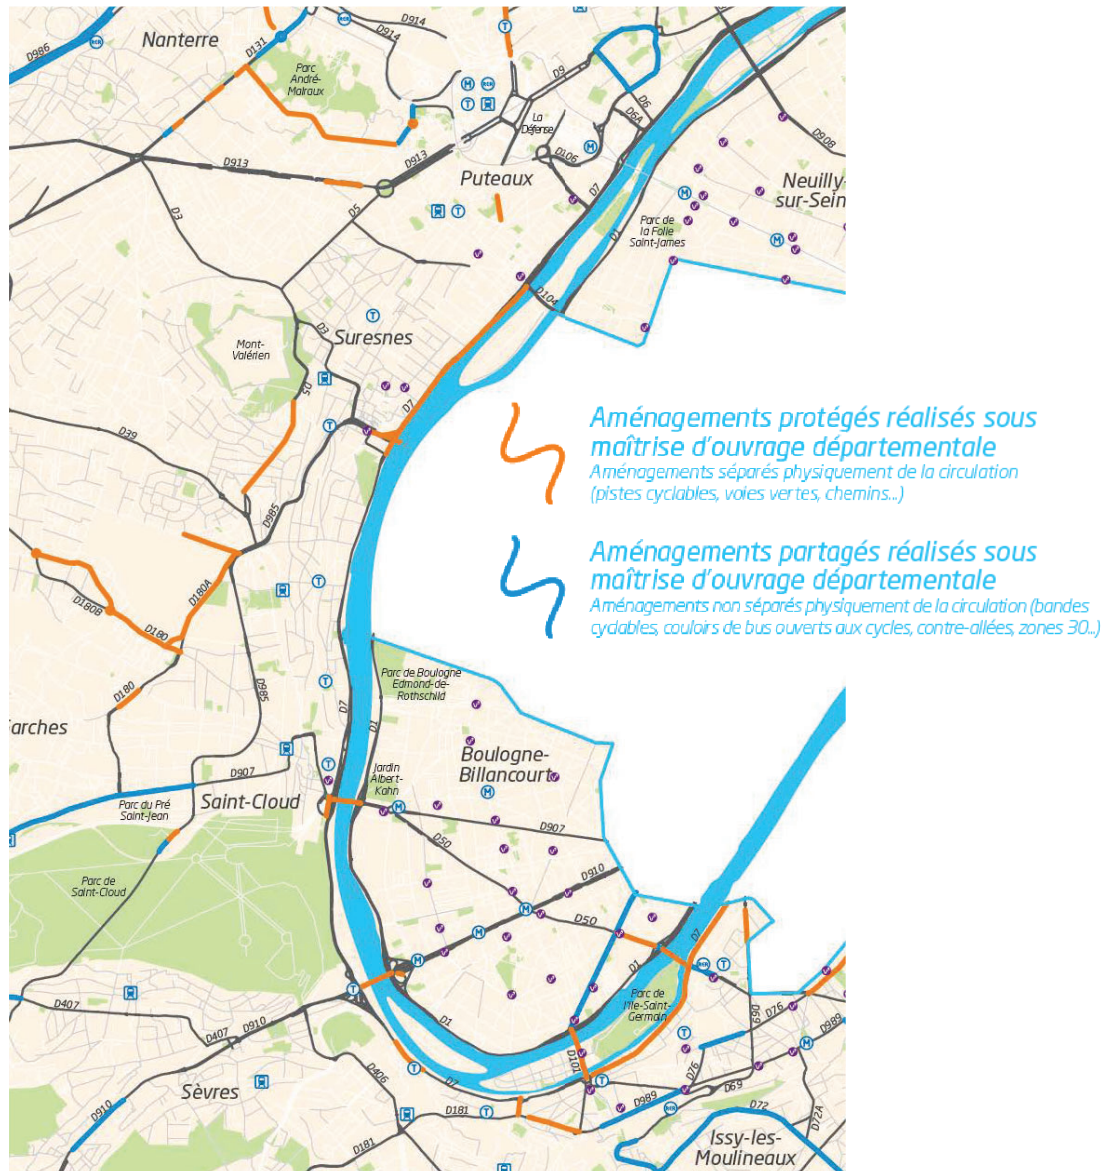 D986
Nanterre
D131
D914
D914
RER
T
M
RER
T
D9
Parc
André-
Malraux
La
Défense
D6
D6A
D908
D913
D913
D106
M
Puteaux
D7
M
Neuilly-
sur-Sein
D3
D5
T
Parc de
la Folie
Saint-James
D1
M
D104
T
D3
Suresnes
Mont-
Valérien
D5
D7
T
D39
D985
Aménagements protégés réalisés sous
maîtrise d'ouvrage départementale
Aménagements séparés physiquement de la circulation
(pistes cyclables, voies vertes, chemins...)
Aménagements partagés réalisés sous
maîtrise d'ouvrage départementale
Aménagements non séparés physiquement de la circulation (bandes
cyclables, couloirs de bus ouverts aux cycles, contre-allées, zones 30...)
T
D180A
D180B
D180
D180
D985
T
Parc de Boulogne
Edmond-de-
Rothschild
D7
D1
arches
Boulogne-
Billancourt
T
D907
Jardin
Albert-
Kahn
M
Parc du Pré
Saint-Jean
Saint-Cloud
M
D907
D50
D910
Parc de
Saint-Cloud
M
D50
M
D7
M
D1
RER
T
T
Parc de
l'Ile-Saint-
Germain
D407
D407
D910
D1
D69
D76
D989
T
M
D101
D76
T
D7
D406
T
Sèvres
D69
D989
D910
D181
T
RER
D72
D72A
D181
Issy-les-
Moulineaux